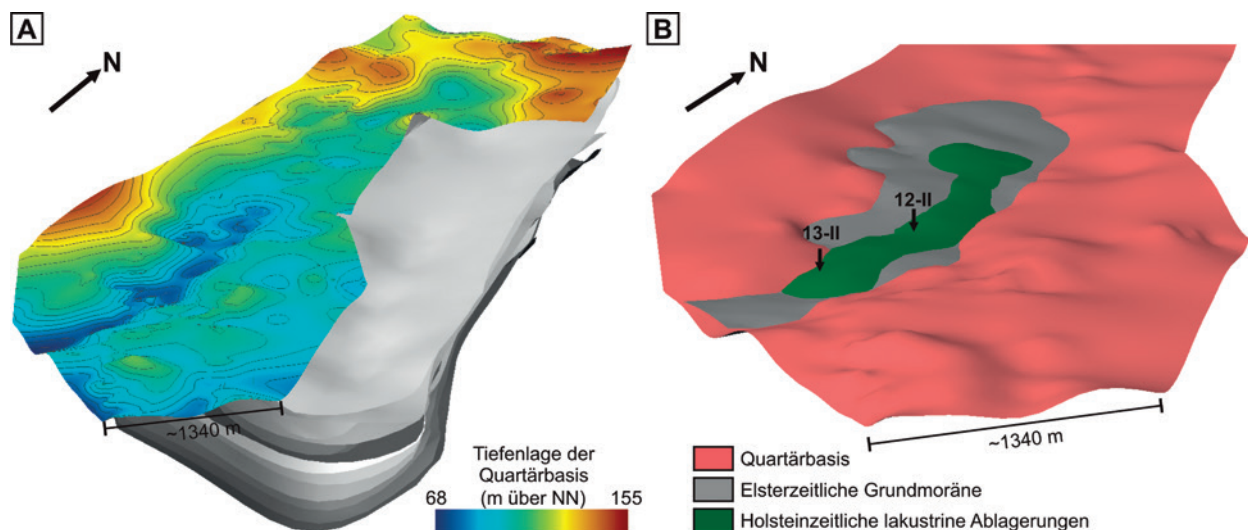 A
N
~1340 m
Tiefenlage der
Quartärbasis
(m über NN)
68
155
B
N
12-II
13-II
~1340 m
Quartärbasis
Elsterzeitliche Grundmoräne
Holsteinzeitliche lakustrine Ablagerungen